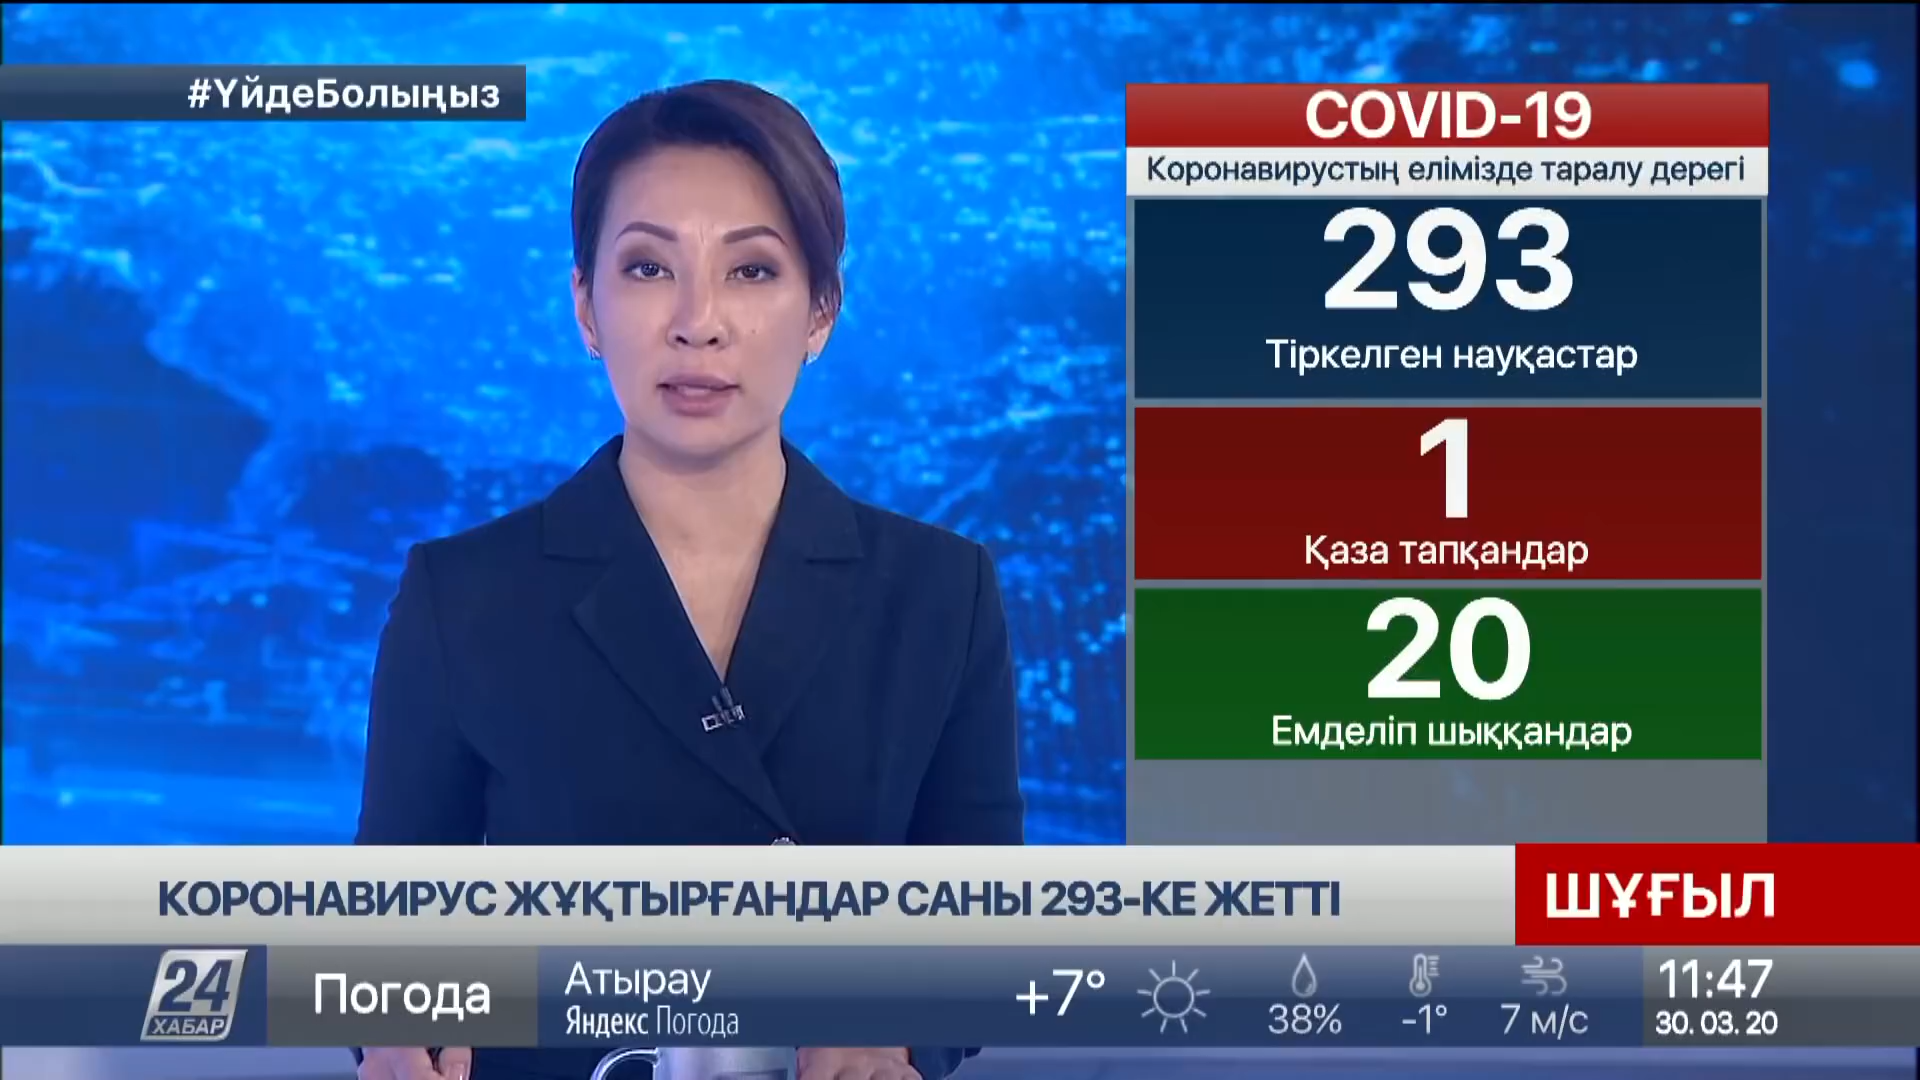 #ҮйдеБолыңыз
COVID-19
Коронавирустың елімізде таралу дерегі
293
Тіркелген науқастар
1
Қаза тапқандар
20
Емделіп шыққандар
КОРОНАВИРУС ЖҰҚТЫРҒАНДАР САНЫ 293-КЕ ЖЕТТІ
ШҰҒЫЛ
24
ХАБАР
Погода
Атырау
Яндекс Погода
+7°
38%
-1°
7 м/с
11:47
30. 03. 20